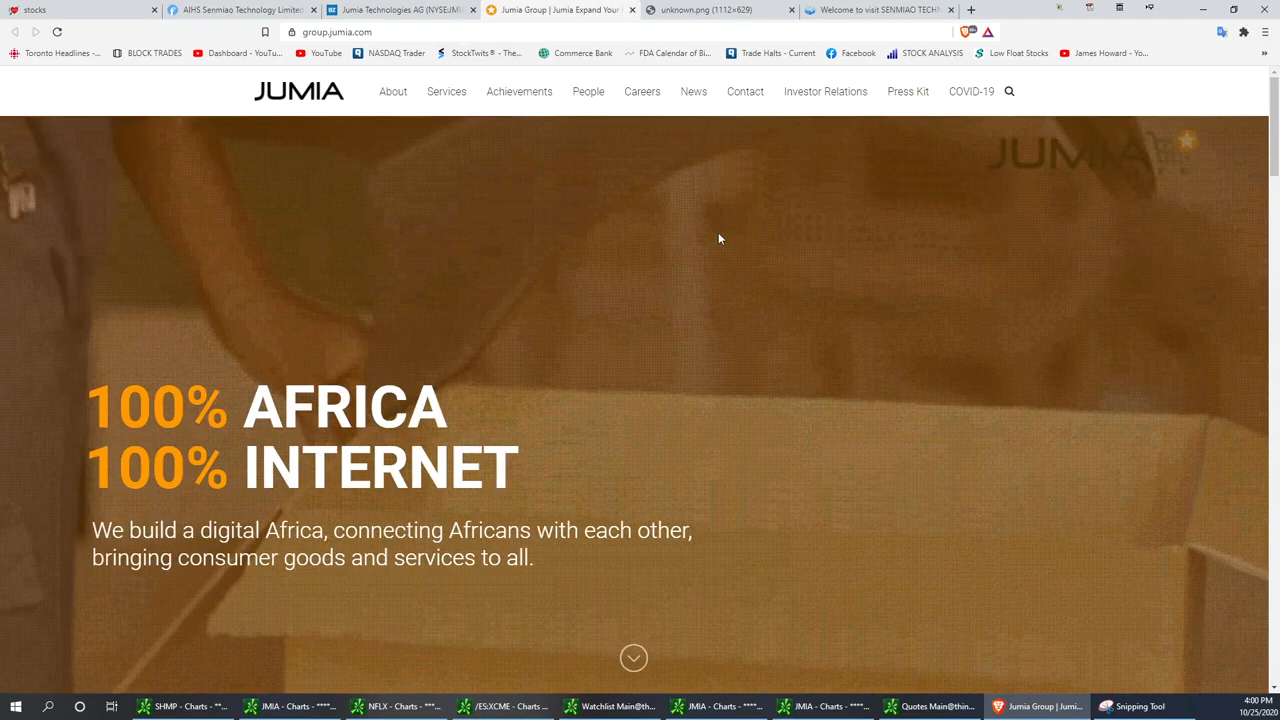 stocks
AIHS Senmiao Technology Limited
Jumia Technologies AG (NYSE:JMIA
Jumia Group | Jumia Expand Your
unknown.png (1112×629)
Welcome to visit SENMIAO TECHN
group.jumia.com
Toronto Headlines -...
BLOCK TRADES
Dashboard - YouTu...
YouTube
NASDAQ Trader
StockTwits® - The...
Commerce Bank
FDA Calendar of Bi...
Trade Halts - Current
Facebook
STOCK ANALYSIS
Low Float Stocks
James Howard - Yo...
JUMIA
About
Services
Achievements
People
Careers
News
Contact
Investor Relations
Press Kit
COVID-19
JUMIA
100% AFRICA
100% INTERNET
We build a digital Africa, connecting Africans with each other,
bringing consumer goods and services to all.
SHMP - Charts - **...
JMIA - Charts - ****...
NFLX - Charts - ***...
/ES:XCME - Charts ...
Watchlist Main@th...
JMIA - Charts - ****...
JMIA - Charts - ****...
Quotes Main@thin...
Jumia Group | Jumi...
Snipping Tool
4:00 PM
10/25/2020